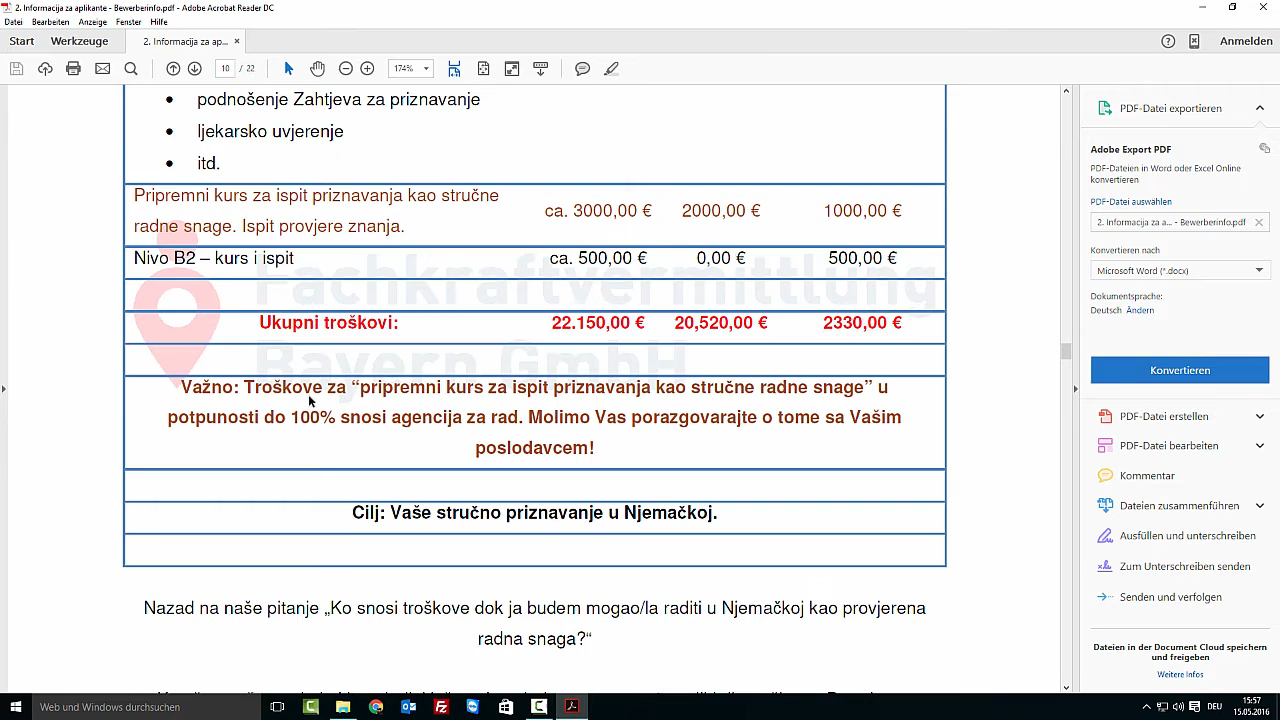 2. Informacija za aplikante - Bewerberinfo.pdf - Adobe Acrobat Reader DC
Datei Bearbeiten Anzeige Fenster Hilfe
Start Werkzeuge 2. Informacija za ap... × Anmelden
10 / 22 174%
podnošenje Zahtjeva za priznavanje
ljekarsko uvjerenje
itd.
Pripremni kurs za ispit priznavanja kao stručne
radne snage. Ispit provjere znanja.
ca. 3000,00 € 2000,00 € 1000,00 €
Nivo B2 – kurs i ispit ca. 500,00 € 0,00 € 500,00 €
Fachkraftvermittlung
Ukupni troškovi: 22.150,00 € 20,520,00 € 2330,00 €
Bayern GmbH
Važno: Troškove za “pripremni kurs za ispit priznavanja kao stručne radne snage” u
potpunosti do 100% snosi agencija za rad. Molimo Vas porazgovarajte o tome sa Vašim
poslodavcem!
Cilj: Vaše stručno priznavanje u Njemačkoj.
Nazad na naše pitanje „Ko snosi troškove dok ja budem mogao/la raditi u Njemačkoj kao provjerena
radna snaga?“
PDF-Datei exportieren
Adobe Export PDF
PDF-Dateien in Word oder Excel Online
konvertieren
PDF-Datei auswählen
2. Informacija za a... - Bewerberinfo.pdf
Konvertieren nach
Microsoft Word (*.docx)
Dokumentsprache:
Deutsch Ändern
Konvertieren
PDF-Datei erstellen
PDF-Datei bearbeiten
Kommentar
Dateien zusammenführen
Ausfüllen und unterschreiben
Zum Unterschreiben senden
Senden und verfolgen
Dateien in der Document Cloud speichern
und freigeben
Weitere Infos
Web und Windows durchsuchen
DEU
15:57
15.05.2016